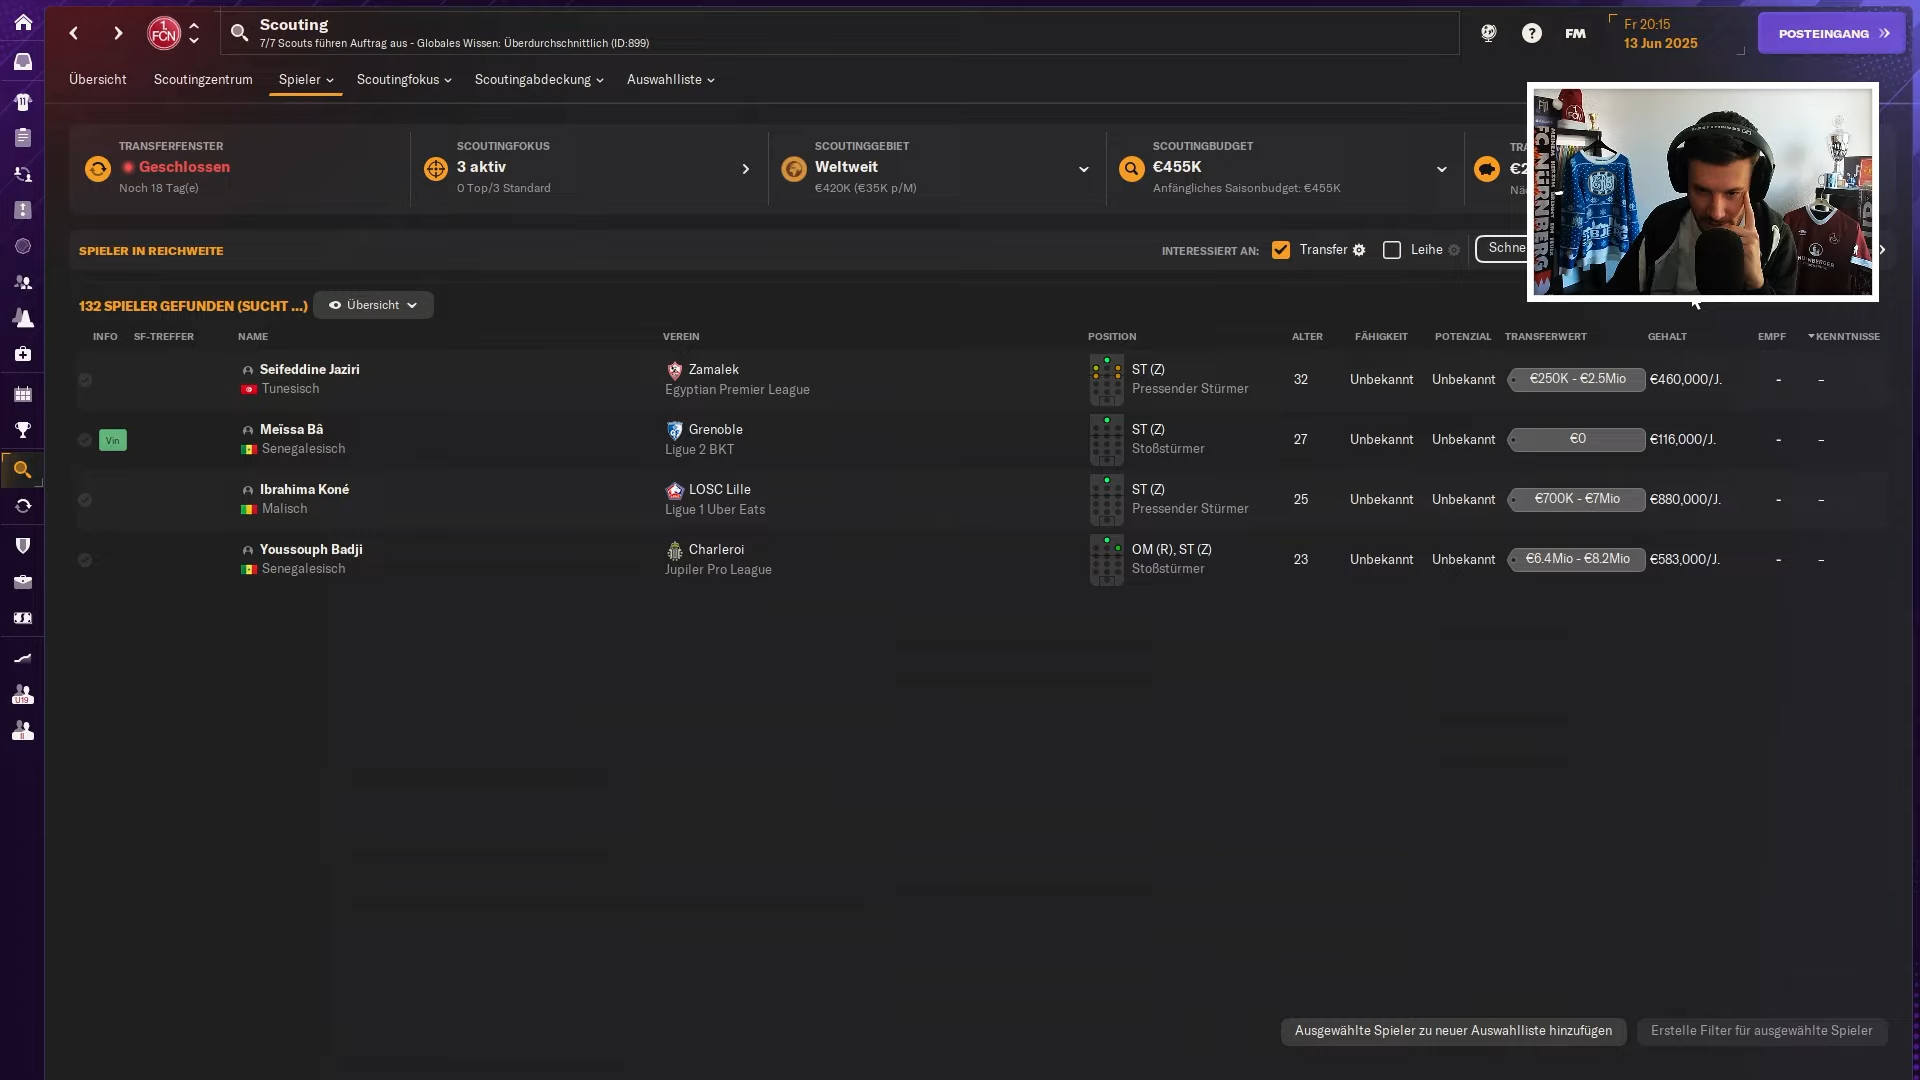 Scouting
7/7 Scouts führen Auftrag aus - Globales Wissen: Überdurchschnittlich (ID:899)
FM
Fr 20:15
13 Jun 2025
POSTEINGANG
Übersicht
Scoutingzentrum
Spieler
Scoutingfokus
Scoutingabdeckung
Auswahlliste
TRANSFERFENSTER
Geschlossen
Noch 18 Tag(e)
SCOUTINGFOKUS
3 aktiv
0 Top/3 Standard
SCOUTINGGEBIET
Weltweit
€420K (€35K p/M)
SCOUTINGBUDGET
€455K
Anfängliches Saisonbudget: €455K
SPIELER IN REICHWEITE
INTERESSIERT AN:
Transfer
Leihe
132 SPIELER GEFUNDEN (SUCHT ...)
Übersicht
INFO SF-TREFFER NAME VEREIN POSITION ALTER FÄHIGKEIT POTENZIAL TRANSFERWERT GEHALT EMPF KENNTNISSE
Seifeddine Jaziri Zamalek ST (Z)
Tunesisch Egyptian Premier League Pressender Stürmer
32 Unbekannt Unbekannt €250K - €2.5Mio €460,000/J. - -
Vin
Meïssa Bâ Grenoble ST (Z)
Senegalesisch Ligue 2 BKT Stoßstürmer
27 Unbekannt Unbekannt €0 €116,000/J. - -
Ibrahima Koné LOSC Lille ST (Z)
Malisch Ligue 1 Uber Eats Pressender Stürmer
25 Unbekannt Unbekannt €700K - €7Mio €880,000/J. - -
Youssouph Badji Charleroi OM (R), ST (Z)
Senegalesisch Jupiler Pro League Stoßstürmer
23 Unbekannt Unbekannt €6.4Mio - €8.2Mio €583,000/J. - -
Ausgewählte Spieler zu neuer Auswahlliste hinzufügen
Erstelle Filter für ausgewählte Spieler
1.
FCN
11
U19
II
FC NÜRNBERG